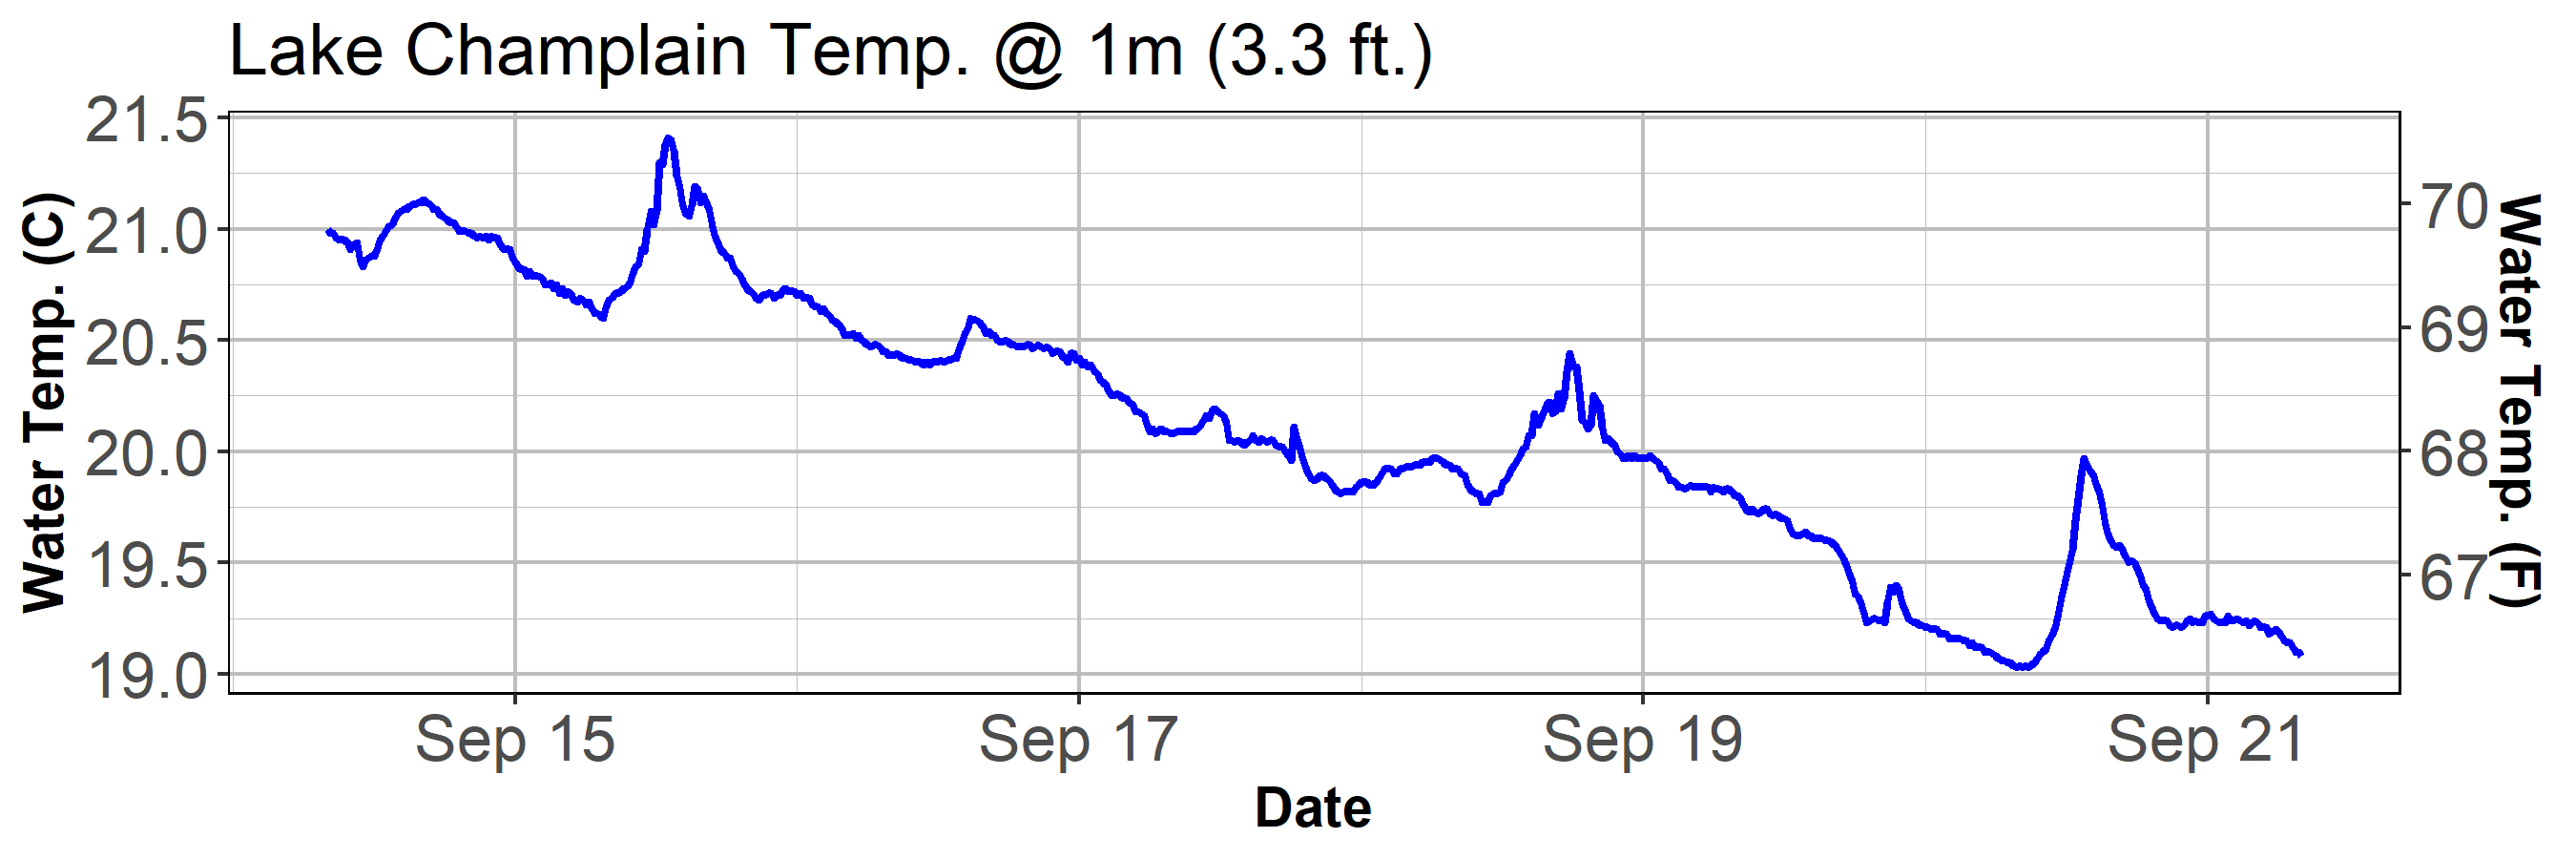 Lake Champlain Temp. @ 1m (3.3 ft.)
Water Temp. (C)
21.5
21.0
20.5
20.0
19.5
19.0
70
69
68
67
Water Temp. (F)
Sep 15
Sep 17
Sep 19
Sep 21
Date